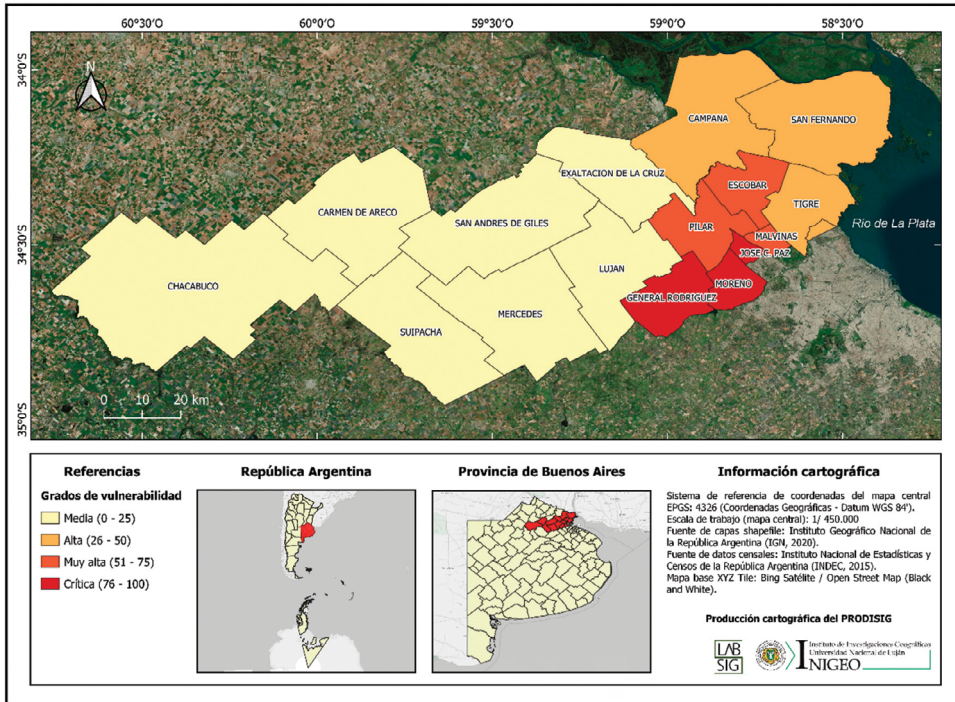 60°30'O 60°0'O 59°30'O 59°0'O 58°30'O
34°0'S
34°30'S
35°0'S
N
CAMPANA
SAN FERNANDO
EXALTACION DE LA CRUZ
ESCOBAR
CARMEN DE ARECO
TIGRE
SAN ANDRES DE GILES
PILAR
Rio de La Plata
MALVINAS
JOSE C. PAZ
LUJAN
CHACABUCO
MORENO
GENERAL RODRIGUEZ
MERCEDES
SUIPACHA
0 10 20 km
Referencias
Grados de vulnerabilidad
Media (0 - 25)
Alta (26 - 50)
Muy alta (51 - 75)
Crítica (76 - 100)
República Argentina
Provincia de Buenos Aires
Información cartográfica
Sistema de referencia de coordenadas del mapa central
EPGS: 4326 (Coordenadas Geográficas - Datum WGS 84').
Escala de trabajo (mapa central): 1/ 450.000
Fuente de capas shapefile: Instituto Geográfico Nacional de
la República Argentina (IGN, 2020).
Fuente de datos censales: Instituto Nacional de Estadísticas y
Censos de la República Argentina (INDEC, 2015).
Mapa base XYZ Tile: Bing Satélite / Open Street Map (Black
and White).
Producción cartográfica del PRODISIG
LAB
SIG
Instituto de Investigaciones Geográficas
Universidad Nacional de Luján
INIGEO